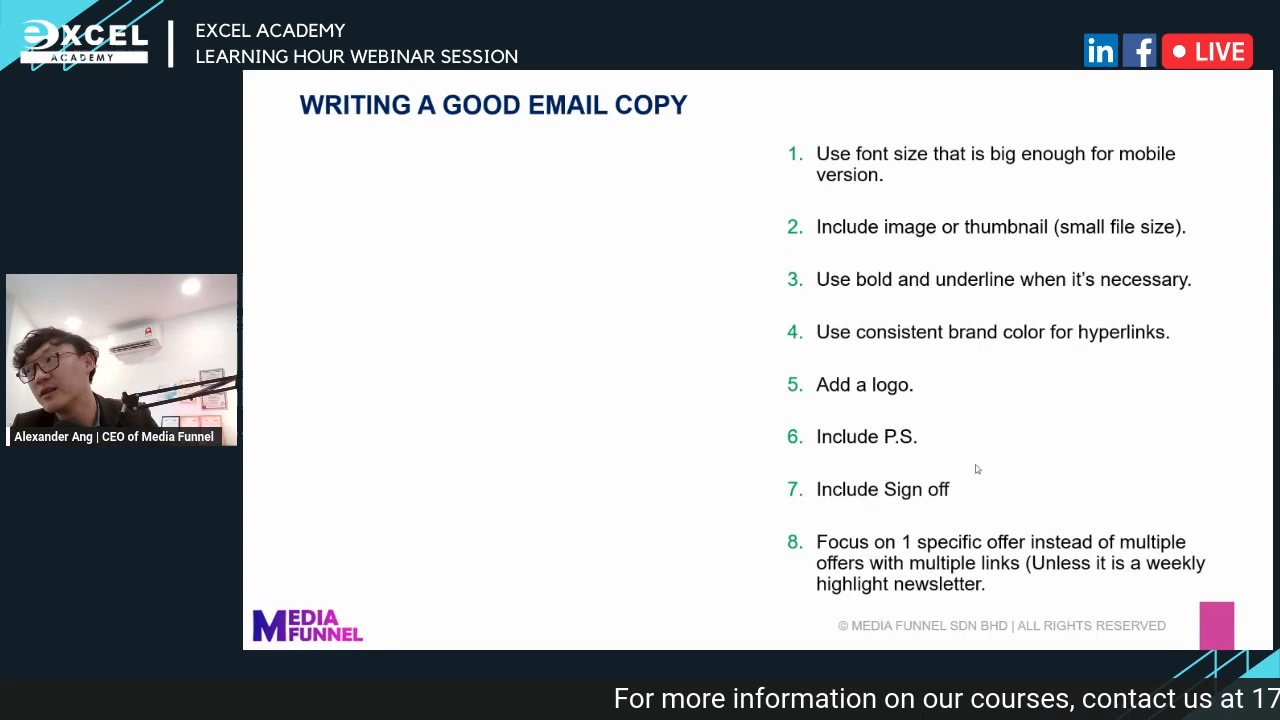 eXCEL
ACADEMY
EXCEL ACADEMY
LEARNING HOUR WEBINAR SESSION
in
f
LIVE
WRITING A GOOD EMAIL COPY
1. Use font size that is big enough for mobile
version.
2. Include image or thumbnail (small file size).
3. Use bold and underline when it's necessary.
4. Use consistent brand color for hyperlinks.
5. Add a logo.
6. Include P.S.
7. Include Sign off
8. Focus on 1 specific offer instead of multiple
offers with multiple links (Unless it is a weekly
highlight newsletter.
Alexander Ang | CEO of Media Funnel
MEDIA
FUNNEL
© MEDIA FUNNEL SDN BHD | ALL RIGHTS RESERVED
For more information on our courses, contact us at 17